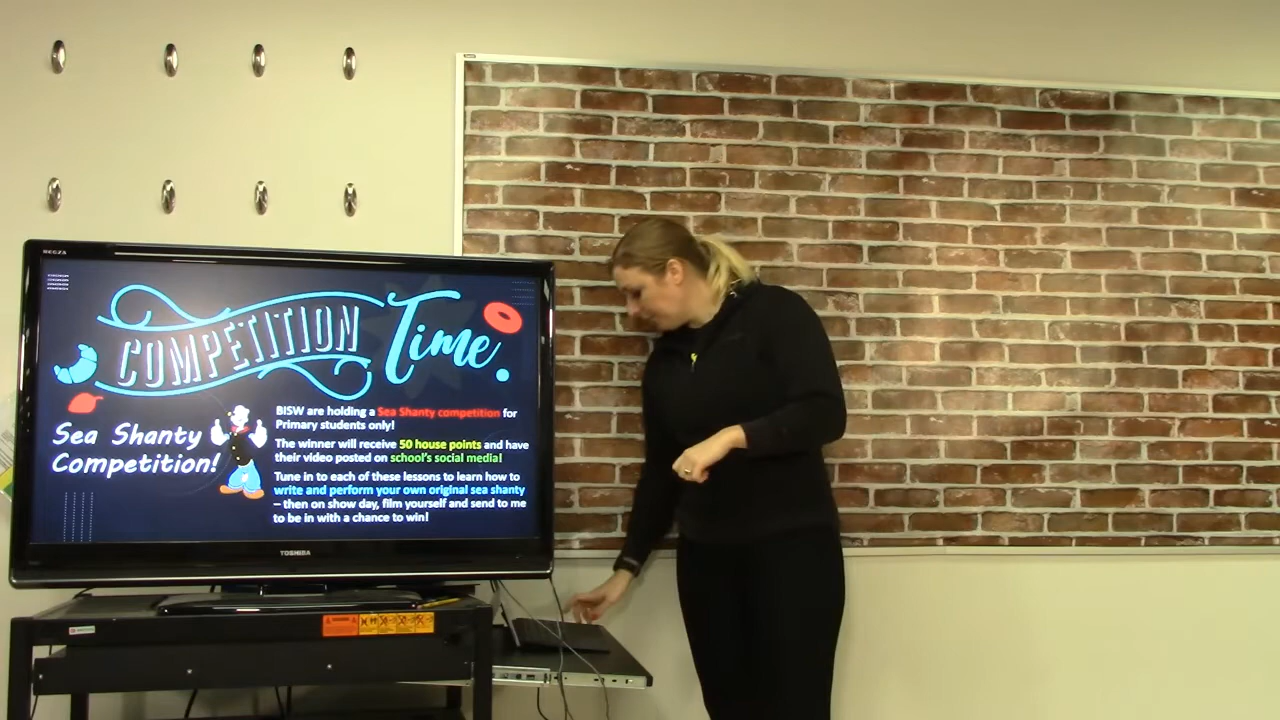 REGZA
COMPETITION Time
Sea Shanty
Competition!
BISW are holding a Sea Shanty competition for
Primary students only!
The winner will receive 50 house points and have
their video posted on school's social media!
Tune in to each of these lessons to learn how to
write and perform your own original sea shanty
– then on show day, film yourself and send to me
to be in with a chance to win!
TOSHIBA